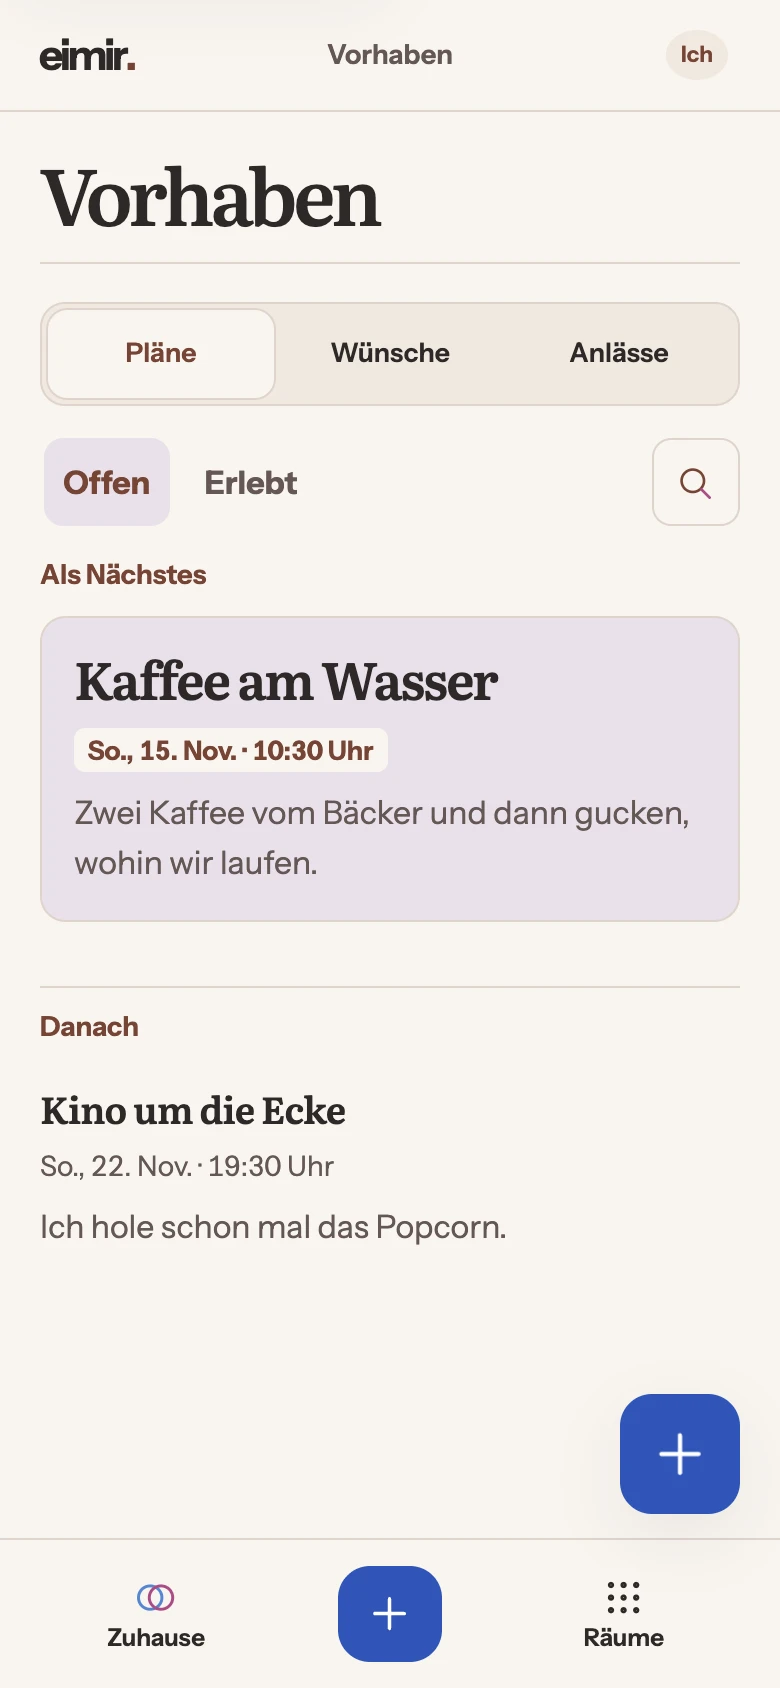 eimir.
Vorhaben
Ich
Vorhaben
Pläne
Wünsche
Anlässe
Offen
Erlebt
Als Nächstes
Kaffee am Wasser
So., 15. Nov. · 10:30 Uhr
Zwei Kaffee vom Bäcker und dann gucken,
wohin wir laufen.
Danach
Kino um die Ecke
So., 22. Nov. · 19:30 Uhr
Ich hole schon mal das Popcorn.
Zuhause
Räume